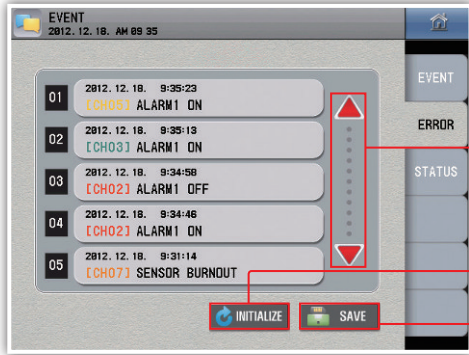 EVENT
2012. 12. 18. AM 09 35
EVENT
ERROR
STATUS
01
2012. 12. 18. 9:35:23
[CH05] ALARM1 ON
02
2012. 12. 18. 9:35:13
[CH03] ALARM1 ON
03
2012. 12. 18. 9:34:58
[CH02] ALARM1 OFF
04
2012. 12. 18. 9:34:46
[CH02] ALARM1 ON
05
2012. 12. 18. 9:31:14
[CH07] SENSOR BURNOUT
INITIALIZE
SAVE